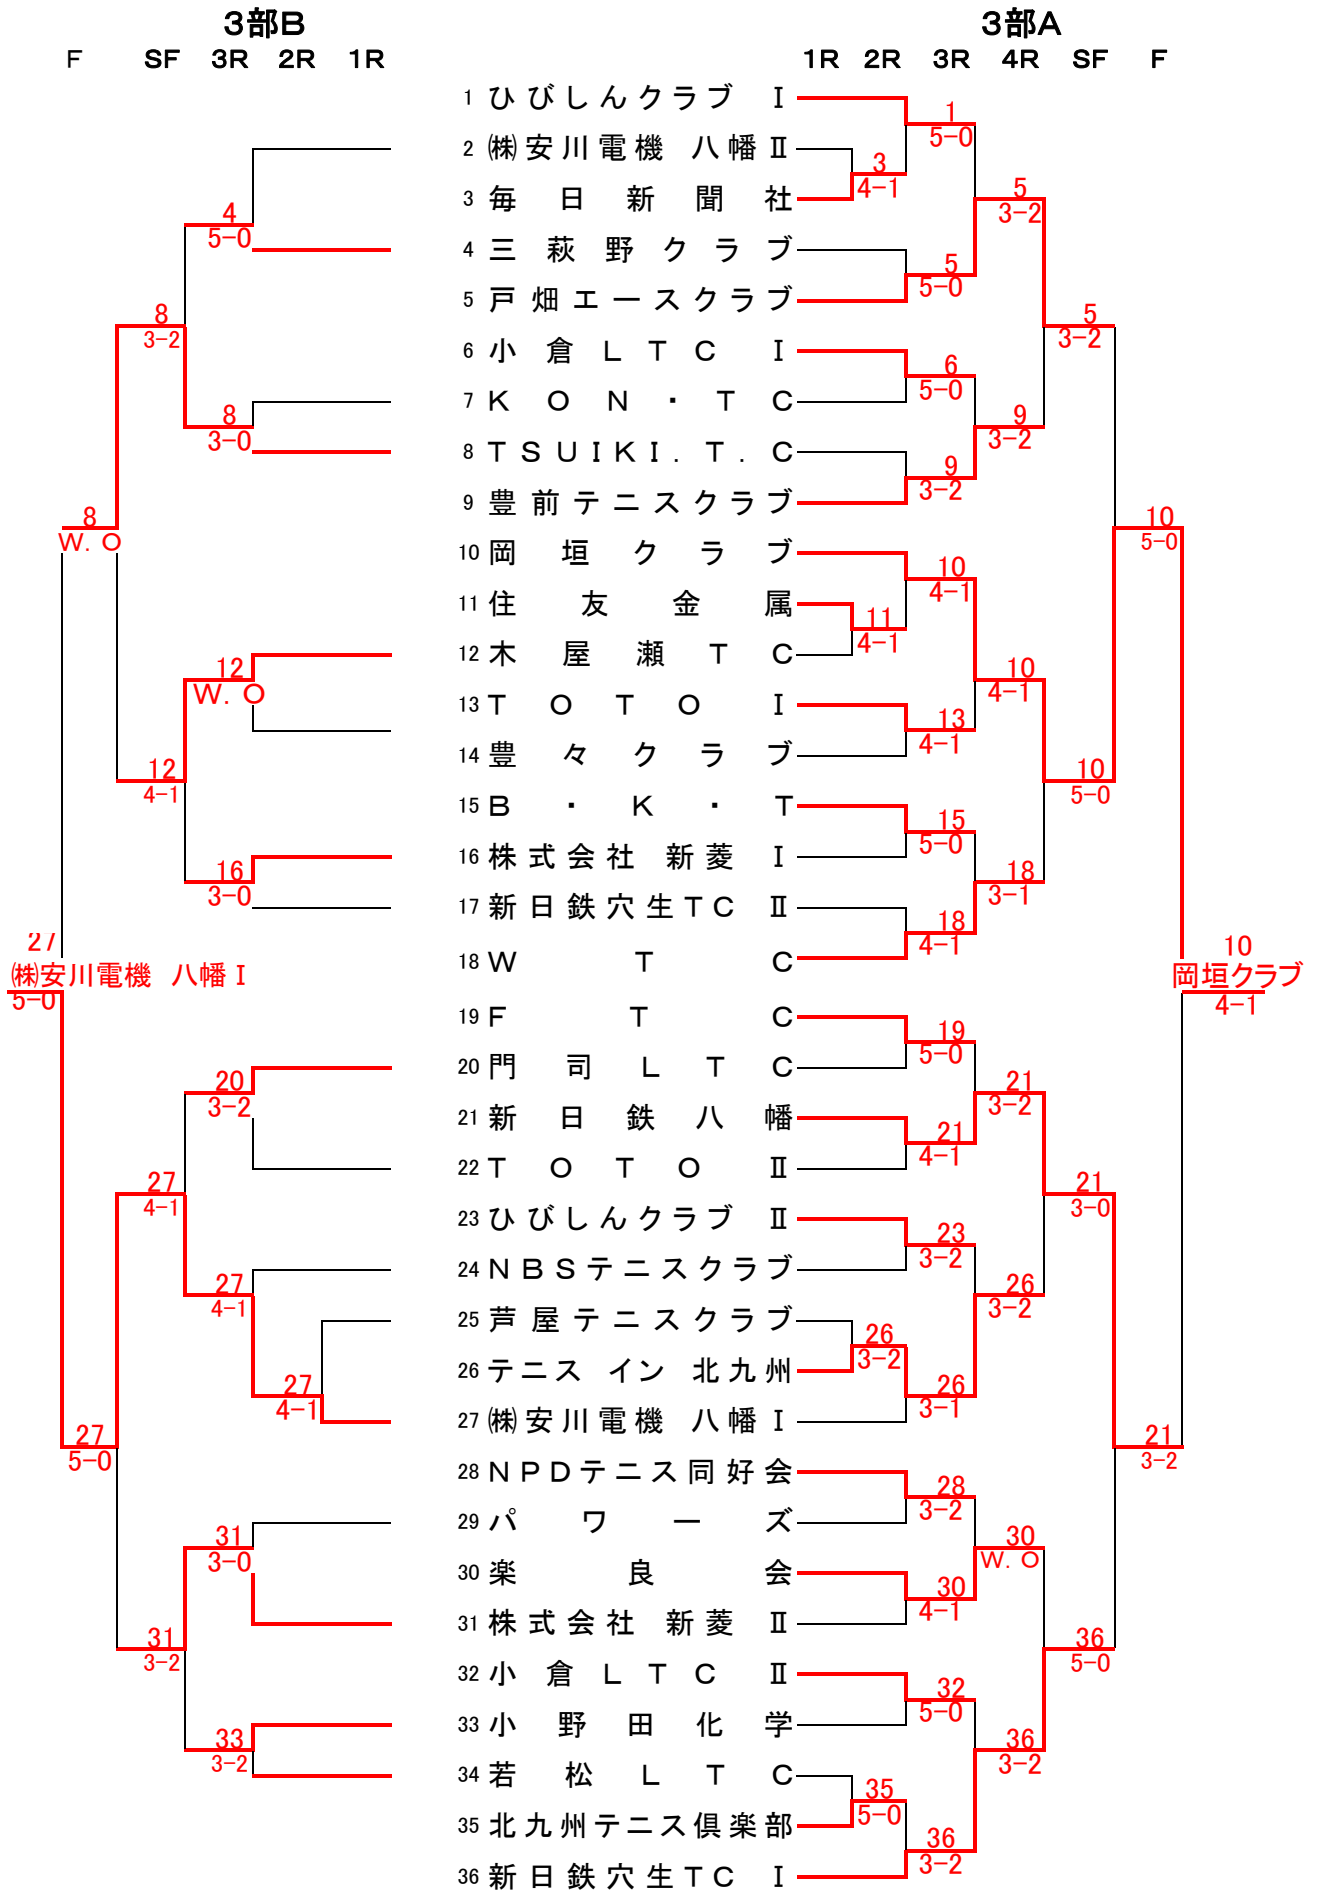 3部B 3部A
F SF 3R 2R 1R 1R 2R 3R 4R SF F
1 ひびしんクラブ Ⅰ
1
5-0
2 ㈱安川電機 八幡Ⅱ
3
4-1
3 毎日新聞社
4
5-0
5
3-2
4 三萩野クラブ
5
5-0
5 戸畑エースクラブ
8
3-2
5
3-2
6 小倉LTC Ⅰ
6
5-0
7 KON・TC
8
3-0
9
3-2
8 TSUIKI.T.C
9
3-2
9 豊前テニスクラブ
8
W.O
10
5-0
10 岡垣クラブ
10
4-1
11 住友金属
11
4-1
12 木屋瀬TC
12
W.O
10
4-1
13 TOTO Ⅰ
13
4-1
14 豊々クラブ
12
4-1
10
5-0
15 B・K・T
15
5-0
16 株式会社 新菱 Ⅰ
16
3-0
18
3-1
17 新日鉄穴生TC Ⅱ
18
4-1
18 WTC
27
㈱安川電機 八幡Ⅰ
5-0
10
岡垣クラブ
4-1
19 FTC
19
5-0
20 門司LTC
20
3-2
21
3-2
21 新日鉄八幡
21
4-1
22 TOTO Ⅱ
27
4-1
21
3-0
23 ひびしんクラブ Ⅱ
23
3-2
24 NBSテニスクラブ
27
4-1
26
3-2
25 芦屋テニスクラブ
26
3-2
26 テニス イン 北九州
27
4-1
26
3-1
27 ㈱安川電機 八幡Ⅰ
27
5-0
21
3-2
28 NPDテニス同好会
28
3-2
29 パワーズ
31
3-0
30
W.O
30 楽良会
30
4-1
31 株式会社 新菱 Ⅱ
31
3-2
36
5-0
32 小倉LTC Ⅱ
32
5-0
33 小野田化学
33
3-2
36
3-2
34 若松LTC
35
5-0
35 北九州テニス倶楽部
36
3-2
36 新日鉄穴生TC Ⅰ